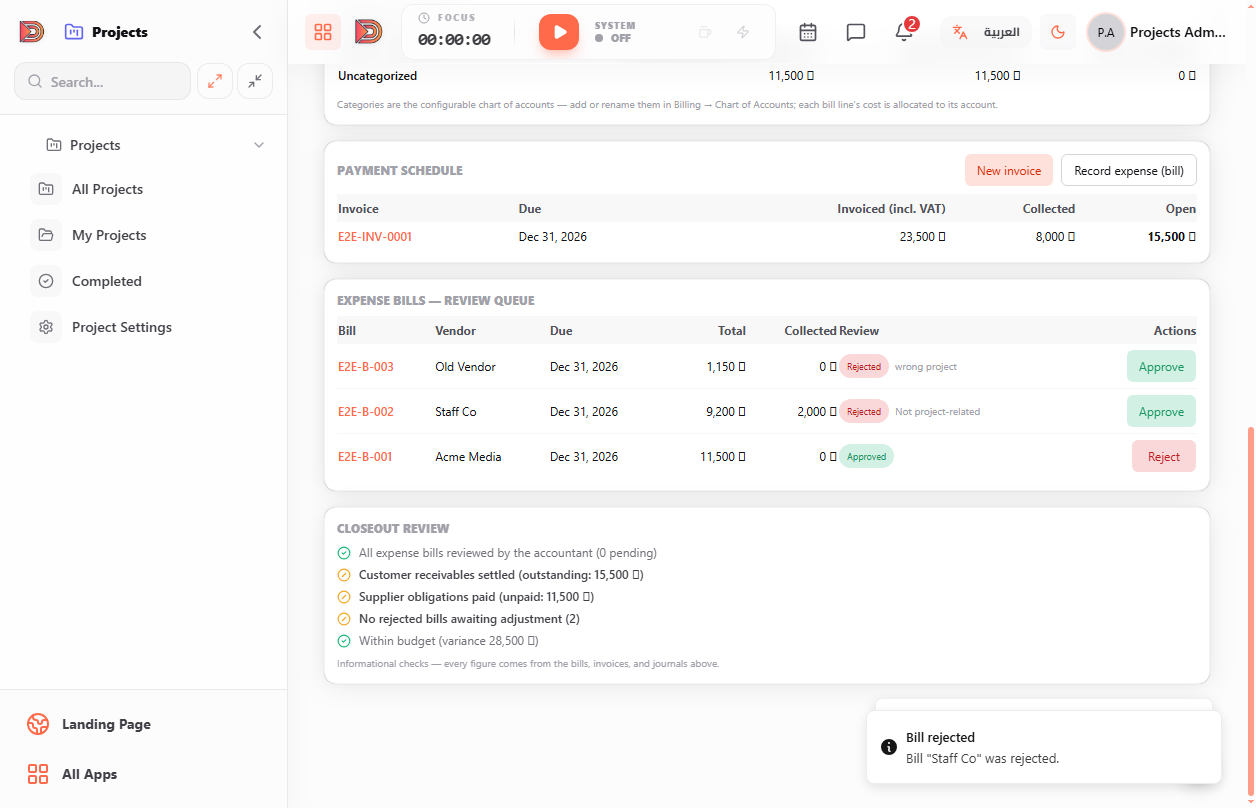 Projects
Search...
Projects
All Projects
My Projects
Completed
Project Settings
Landing Page
All Apps
FOCUS
00:00:00
SYSTEM
OFF
2
العربية
P.A
Projects Adm...
Uncategorized 11,500 11,500 0
Categories are the configurable chart of accounts — add or rename them in Billing → Chart of Accounts; each bill line's cost is allocated to its account.
PAYMENT SCHEDULE
New invoice
Record expense (bill)
Invoice Due Invoiced (incl. VAT) Collected Open
E2E-INV-0001 Dec 31, 2026 23,500 8,000 15,500
EXPENSE BILLS — REVIEW QUEUE
Bill Vendor Due Total Collected Review Actions
E2E-B-003 Old Vendor Dec 31, 2026 1,150 0 Rejected wrong project Approve
E2E-B-002 Staff Co Dec 31, 2026 9,200 2,000 Rejected Not project-related Approve
E2E-B-001 Acme Media Dec 31, 2026 11,500 0 Approved Reject
CLOSEOUT REVIEW
All expense bills reviewed by the accountant (0 pending)
Customer receivables settled (outstanding: 15,500 )
Supplier obligations paid (unpaid: 11,500 )
No rejected bills awaiting adjustment (2)
Within budget (variance 28,500 )
Informational checks — every figure comes from the bills, invoices, and journals above.
Bill rejected
Bill "Staff Co" was rejected.